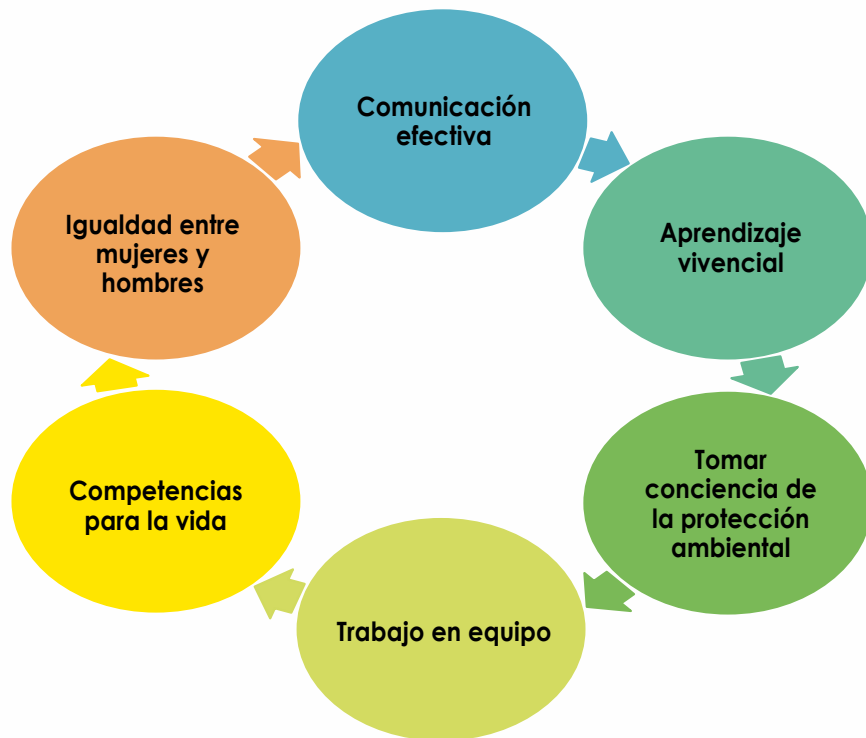 Comunicación
efectiva
Aprendizaje
vivencial
Tomar
conciencia de
la protección
ambiental
Trabajo en equipo
Competencias
para la vida
Igualdad entre
mujeres y
hombres